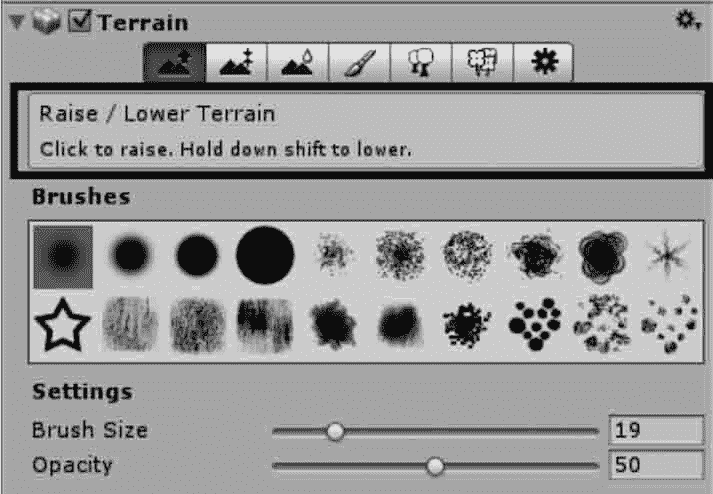 Terrain
Raise / Lower Terrain
Click to raise. Hold down shift to lower.
Brushes
Settings
Brush Size 19
Opacity 50